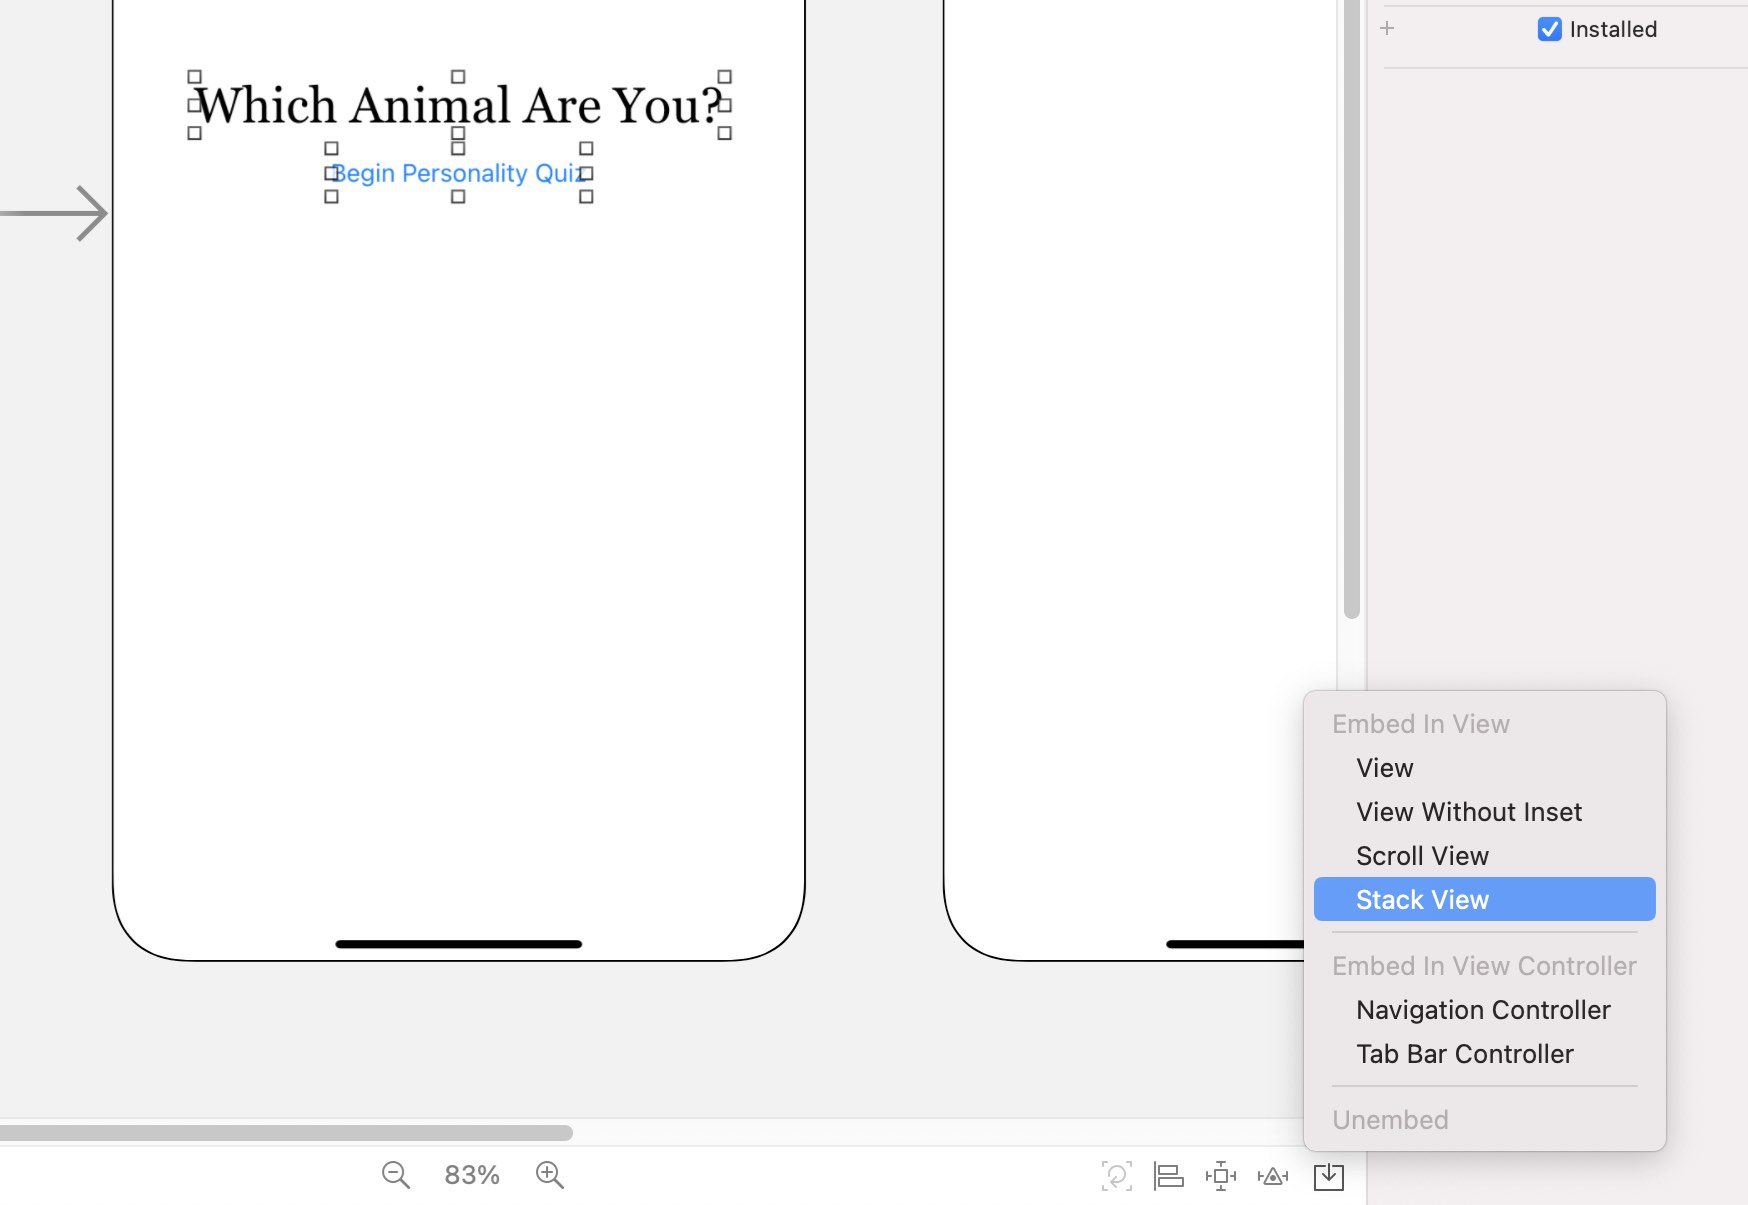 Installed
Which Animal Are You?
Begin Personality Quiz
Embed In View
View
View Without Inset
Scroll View
Stack View
Embed In View Controller
Navigation Controller
Tab Bar Controller
Unembed
83%